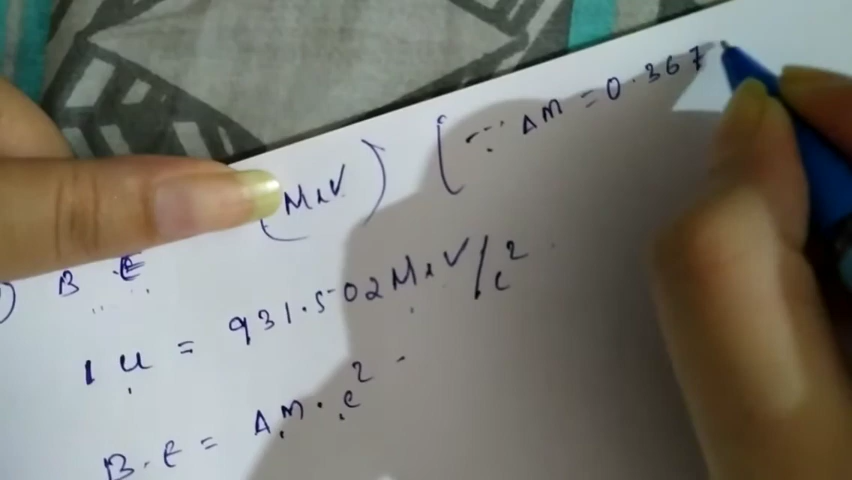 (MeV) [∵ ΔM = 0.367
) B.E
1 u = 931.502 MeV/c²
B.E = ΔM.c²